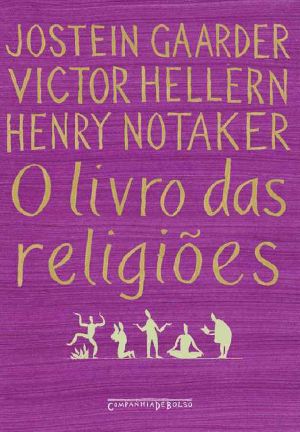 JOSTEIN GAARDER
VICTOR HELLERN
HENRY NOTAKER
O livro das
religiões
COMPANHIA DE BOLSO